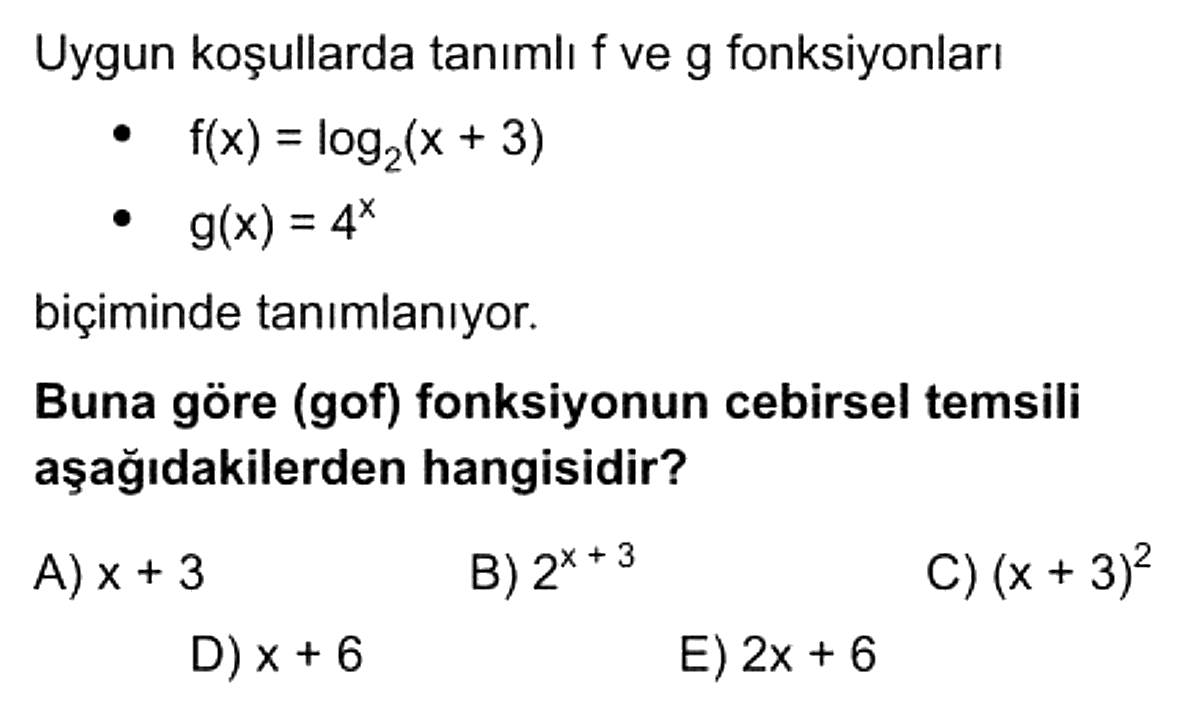 Uygun koşullarda tanımlı f ve g fonksiyonları
• f(x) = log₂(x + 3)
• g(x) = 4ˣ
biçiminde tanımlanıyor.
Buna göre (gof) fonksiyonun cebirsel temsili
aşağıdakilerden hangisidir?
A) x + 3 B) 2ˣ ⁺ ³ C) (x + 3)²
D) x + 6 E) 2x + 6